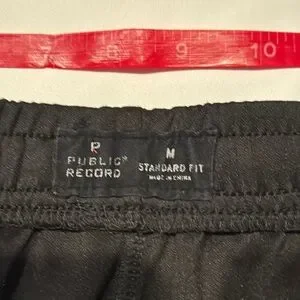 8 9 10
R
PUBLIC®
RECORD
M
STANDARD FIT
MADE IN CHINA